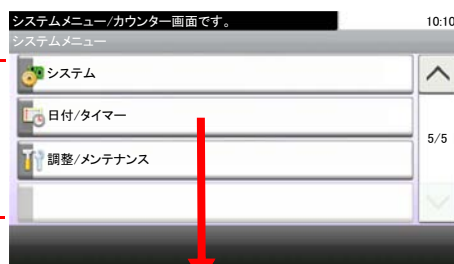 システムメニュー/カウンター画面です。
10:10
システムメニュー
システム
日付/タイマー
5/5
調整/メンテナンス